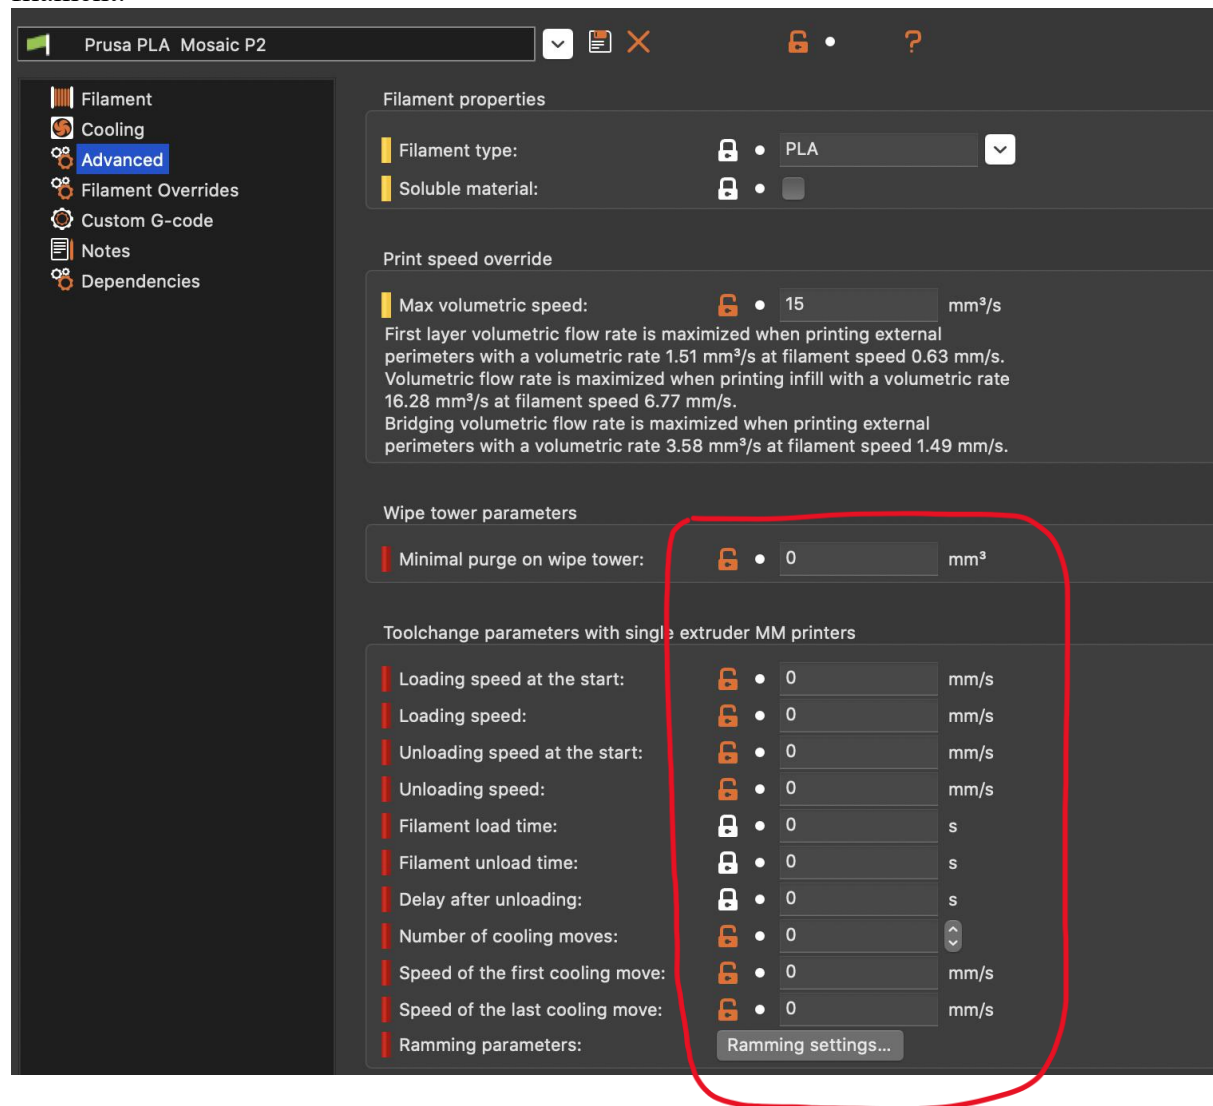 Prusa PLA Mosaic P2
?
Filament
Cooling
Advanced
Filament Overrides
Custom G-code
Notes
Dependencies
Filament properties
Filament type: PLA
Soluble material:
Print speed override
Max volumetric speed: 15 mm³/s
First layer volumetric flow rate is maximized when printing external
perimeters with a volumetric rate 1.51 mm³/s at filament speed 0.63 mm/s.
Volumetric flow rate is maximized when printing infill with a volumetric rate
16.28 mm³/s at filament speed 6.77 mm/s.
Bridging volumetric flow rate is maximized when printing external
perimeters with a volumetric rate 3.58 mm³/s at filament speed 1.49 mm/s.
Wipe tower parameters
Minimal purge on wipe tower: 0 mm³
Toolchange parameters with single extruder MM printers
Loading speed at the start: 0 mm/s
Loading speed: 0 mm/s
Unloading speed at the start: 0 mm/s
Unloading speed: 0 mm/s
Filament load time: 0 s
Filament unload time: 0 s
Delay after unloading: 0 s
Number of cooling moves: 0
Speed of the first cooling move: 0 mm/s
Speed of the last cooling move: 0 mm/s
Ramming parameters: Ramming settings...